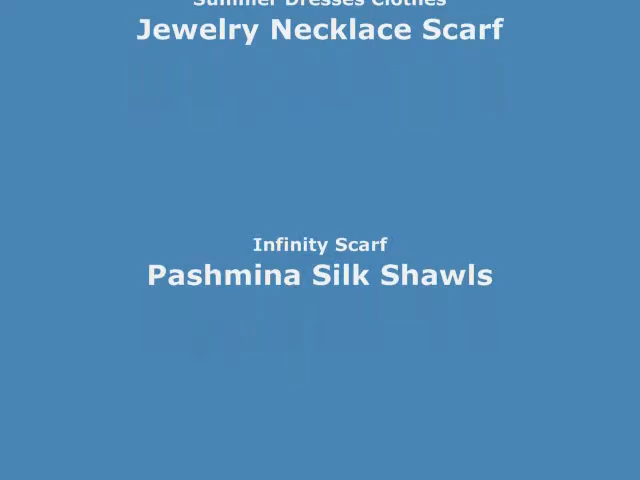 Summer Dresses Clothes
Jewelry Necklace Scarf
Infinity Scarf
Pashmina Silk Shawls